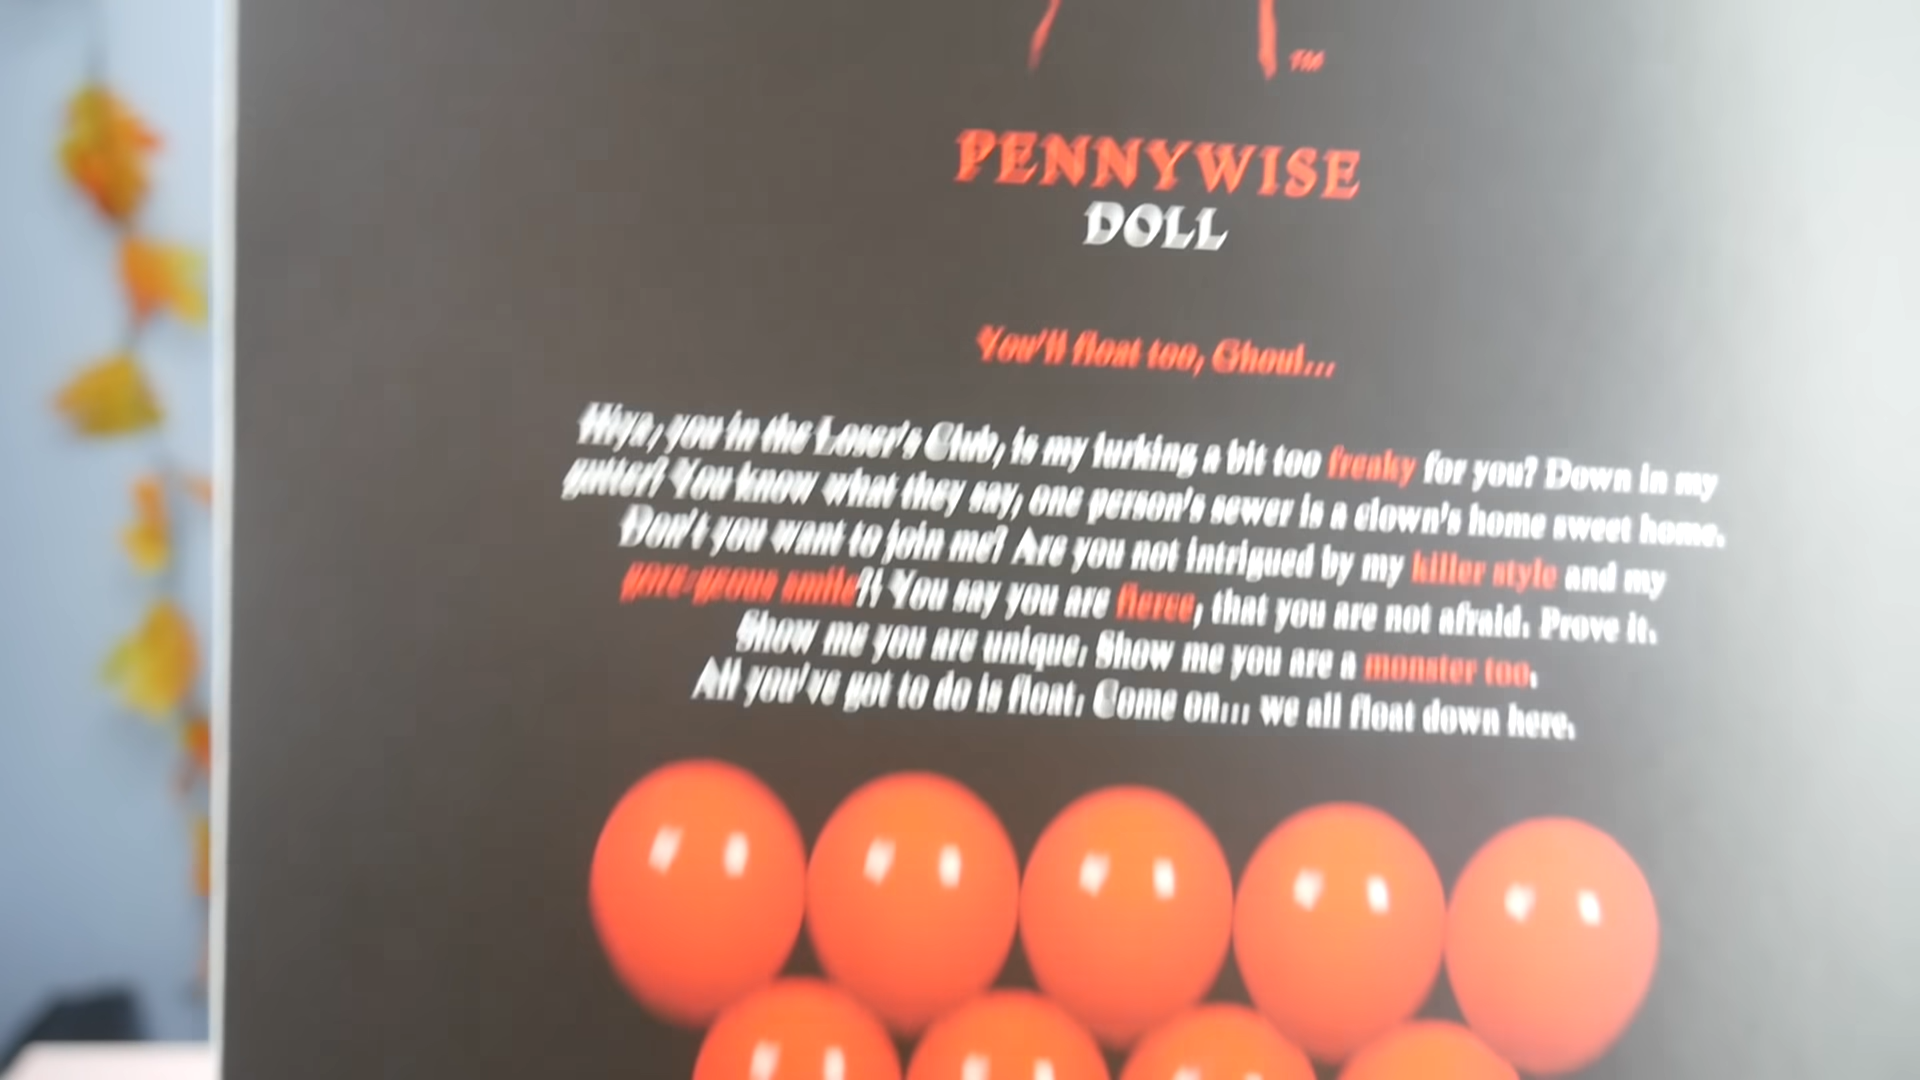 TM
PENNYWISE
DOLL
You'll float too, Ghoul...
Hiya, you in the Loser's Club, is my lurking a bit too freaky for you? Down in my
gutter? You know what they say, one person's sewer is a clown's home sweet home.
Don't you want to join me? Are you not intrigued by my killer style and my
gore-geous smile?! You say you are fierce, that you are not afraid. Prove it.
Show me you are unique. Show me you are a monster too.
All you've got to do is float. Come on... we all float down here.